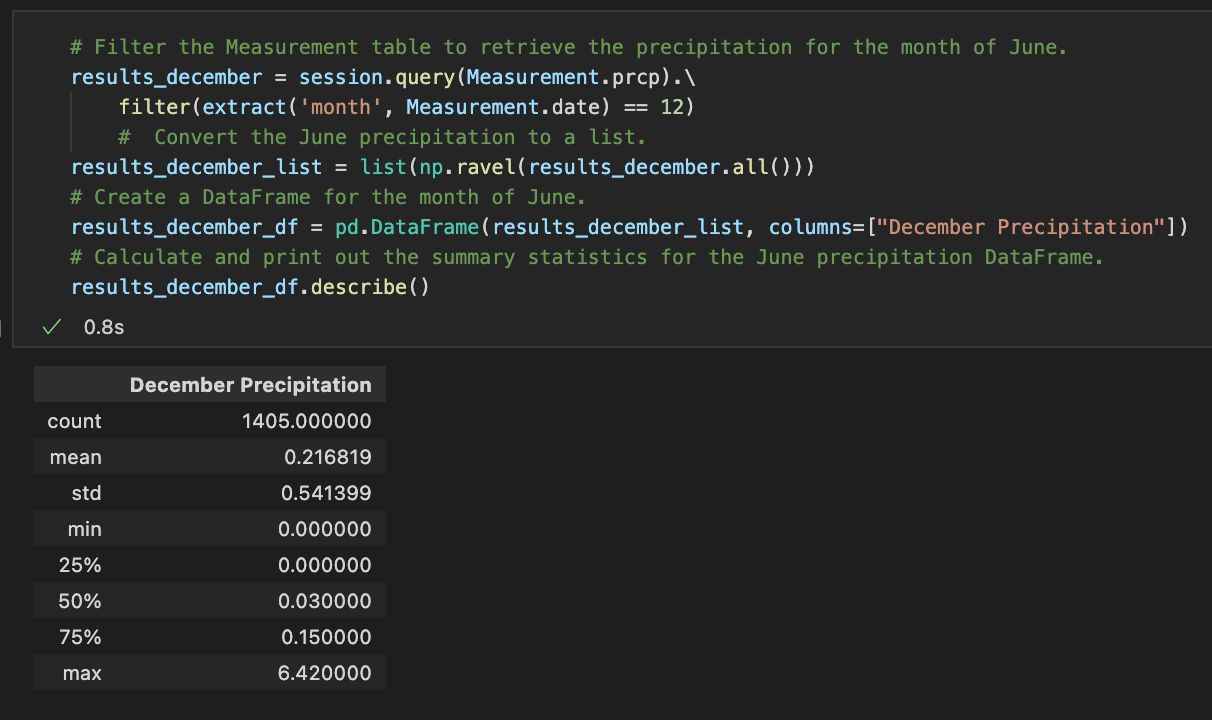 # Filter the Measurement table to retrieve the precipitation for the month of June.
results_december = session.query(Measurement.prcp).\
    filter(extract('month', Measurement.date) == 12)
    #  Convert the June precipitation to a list.
results_december_list = list(np.ravel(results_december.all()))
# Create a DataFrame for the month of June.
results_december_df = pd.DataFrame(results_december_list, columns=["December Precipitation"])
# Calculate and print out the summary statistics for the June precipitation DataFrame.
results_december_df.describe()
✓ 0.8s
December Precipitation
count 1405.000000
mean 0.216819
std 0.541399
min 0.000000
25% 0.000000
50% 0.030000
75% 0.150000
max 6.420000